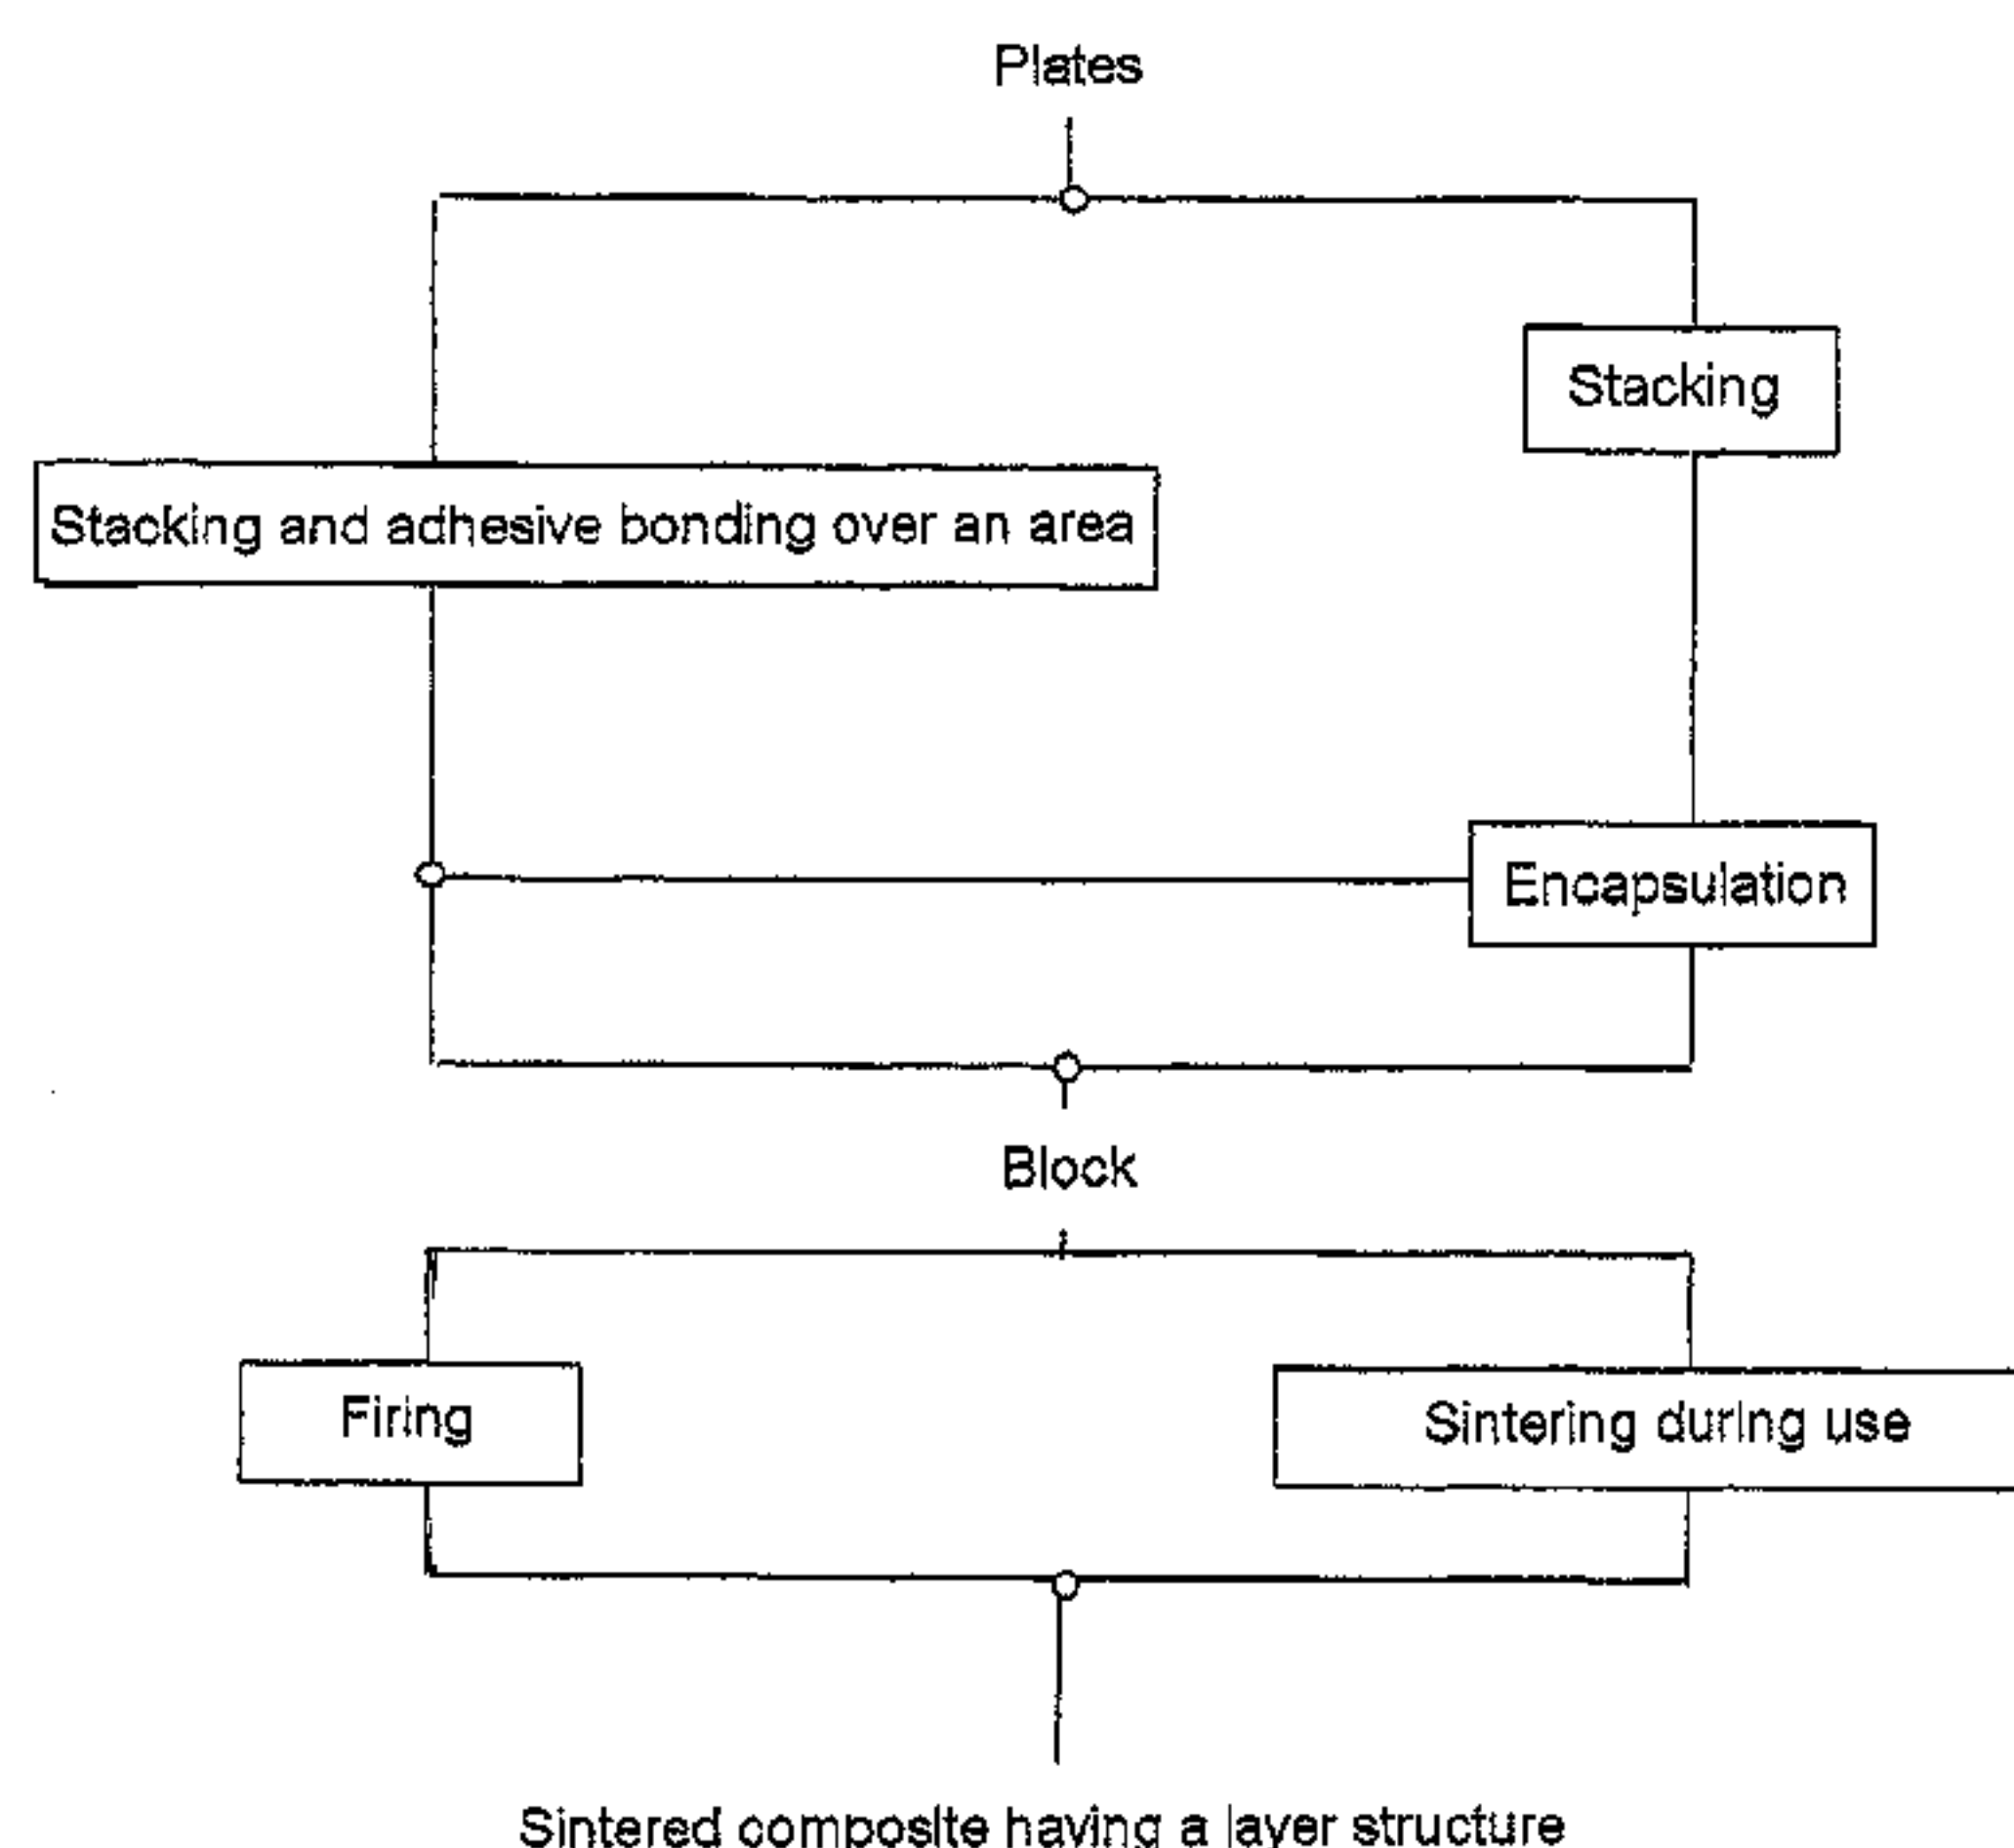 Plates
Stacking
Stacking and adhesive bonding over an area
Encapsulation
Block
Firing
Sintering during use
Sintered composite having a layer structure